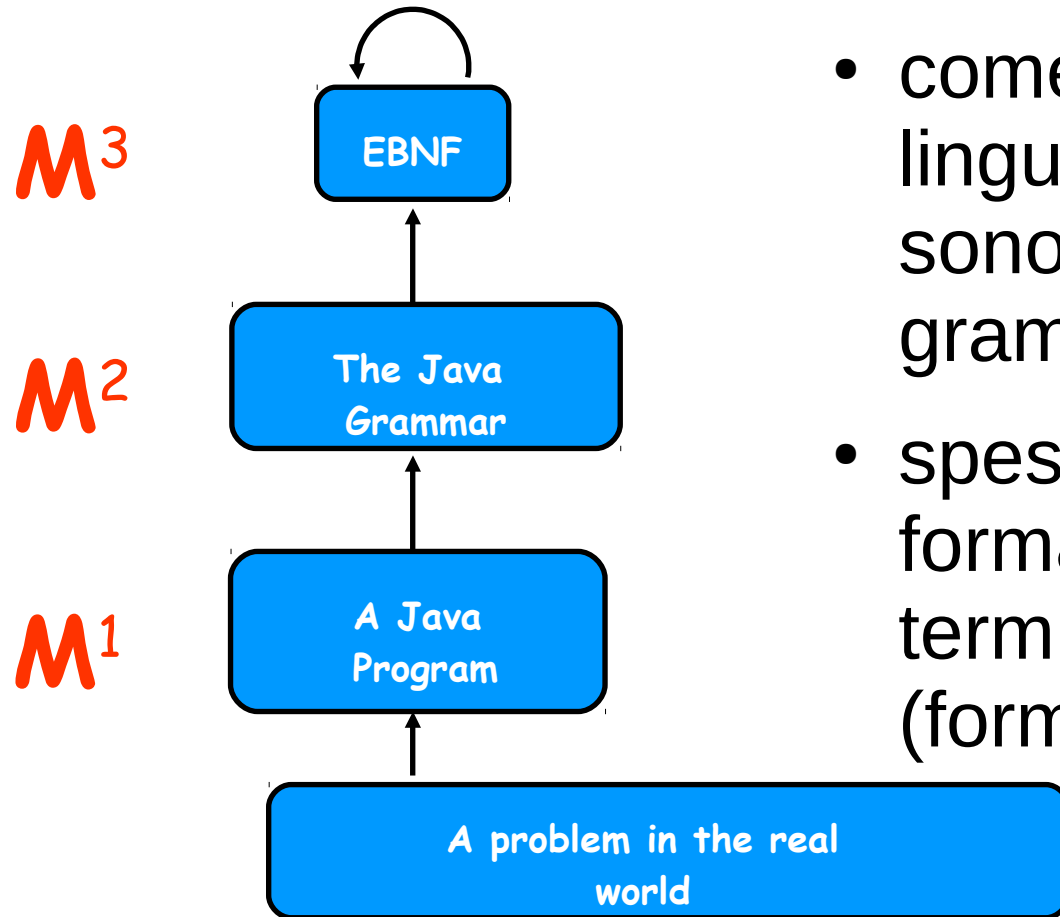 M3
EBNF
M2
The Java
Grammar
M1
A Java
Program
A problem in the real
world
• come
lingu
sono
gram
• spes
forma
term
(form